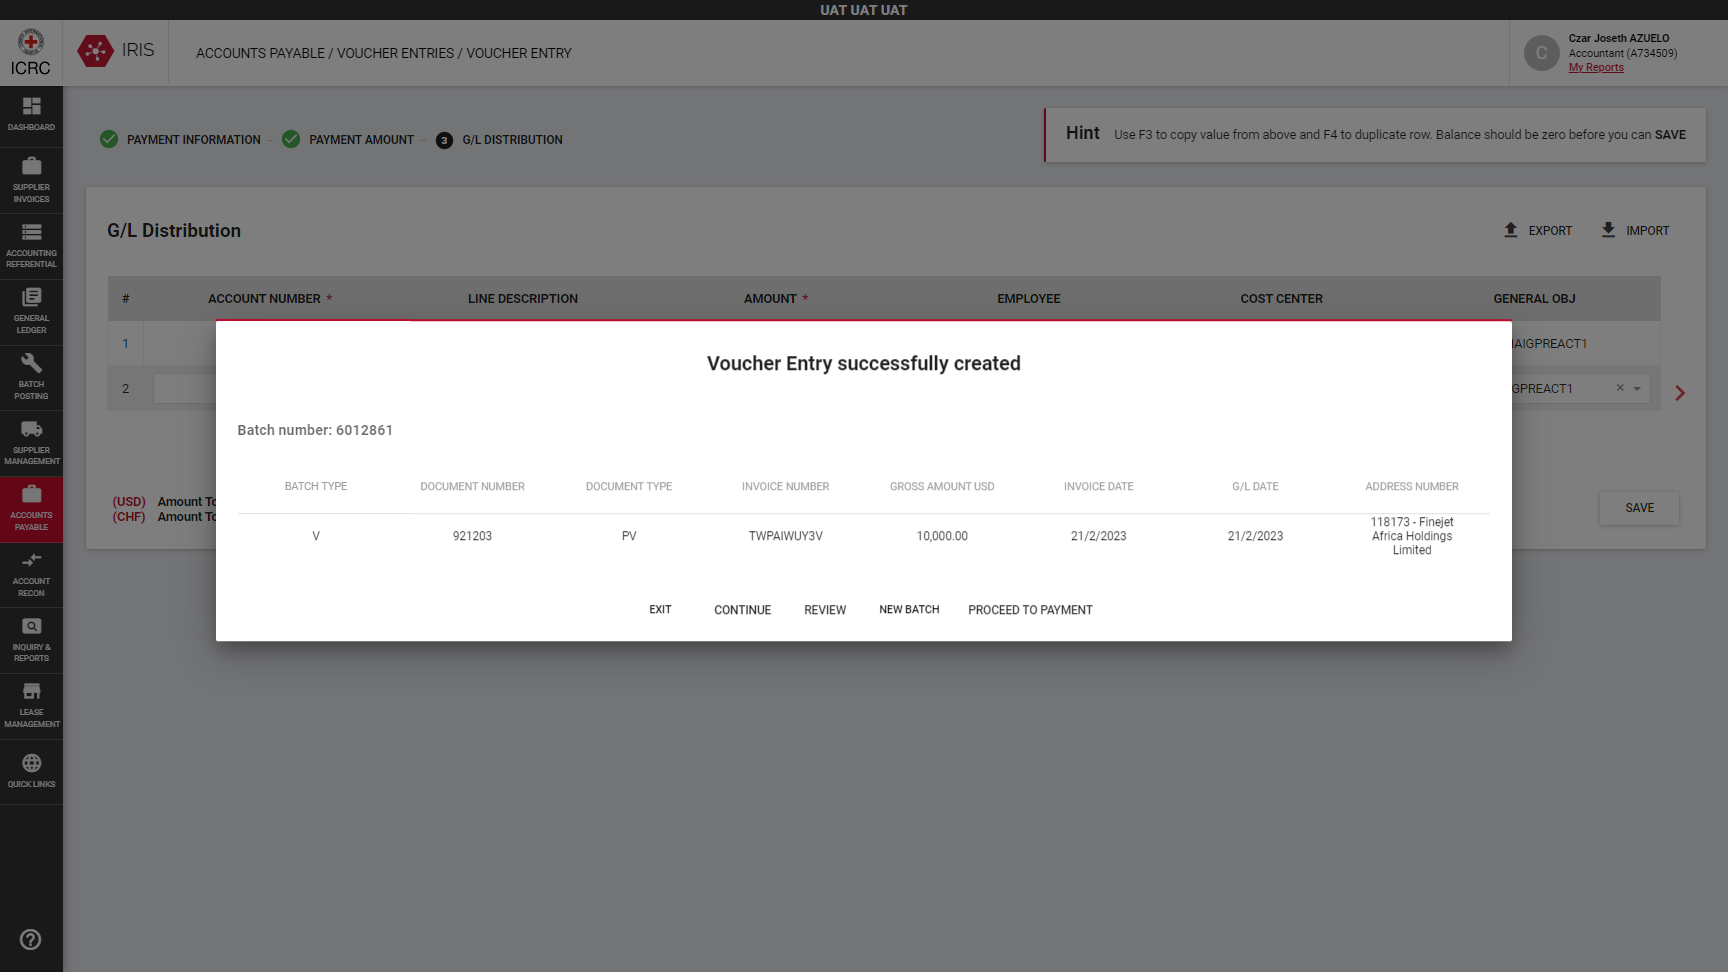 UAT UAT UAT
ICRC
IRIS
ACCOUNTS PAYABLE / VOUCHER ENTRIES / VOUCHER ENTRY
C
Czar Joseth AZUELO
Accountant (A734509)
My Reports
DASHBOARD
SUPPLIER
INVOICES
ACCOUNTING
REFERENTIAL
GENERAL
LEDGER
BATCH
POSTING
SUPPLIER
MANAGEMENT
ACCOUNTS
PAYABLE
ACCOUNT
RECON
INQUIRY &
REPORTS
LEASE
MANAGEMENT
QUICK LINKS
PAYMENT INFORMATION
PAYMENT AMOUNT
3 G/L DISTRIBUTION
Hint Use F3 to copy value from above and F4 to duplicate row. Balance should be zero before you can SAVE
G/L Distribution
EXPORT
IMPORT
# ACCOUNT NUMBER * LINE DESCRIPTION AMOUNT * EMPLOYEE COST CENTER GENERAL OBJ
1 AIGPREACT1
2 GPREACT1
(USD) Amount To
(CHF) Amount To
SAVE
Voucher Entry successfully created
Batch number: 6012861
BATCH TYPE DOCUMENT NUMBER DOCUMENT TYPE INVOICE NUMBER GROSS AMOUNT USD INVOICE DATE G/L DATE ADDRESS NUMBER
V 921203 PV TWPAIWUY3V 10,000.00 21/2/2023 21/2/2023 118173 - Finejet
Africa Holdings
Limited
EXIT CONTINUE REVIEW NEW BATCH PROCEED TO PAYMENT